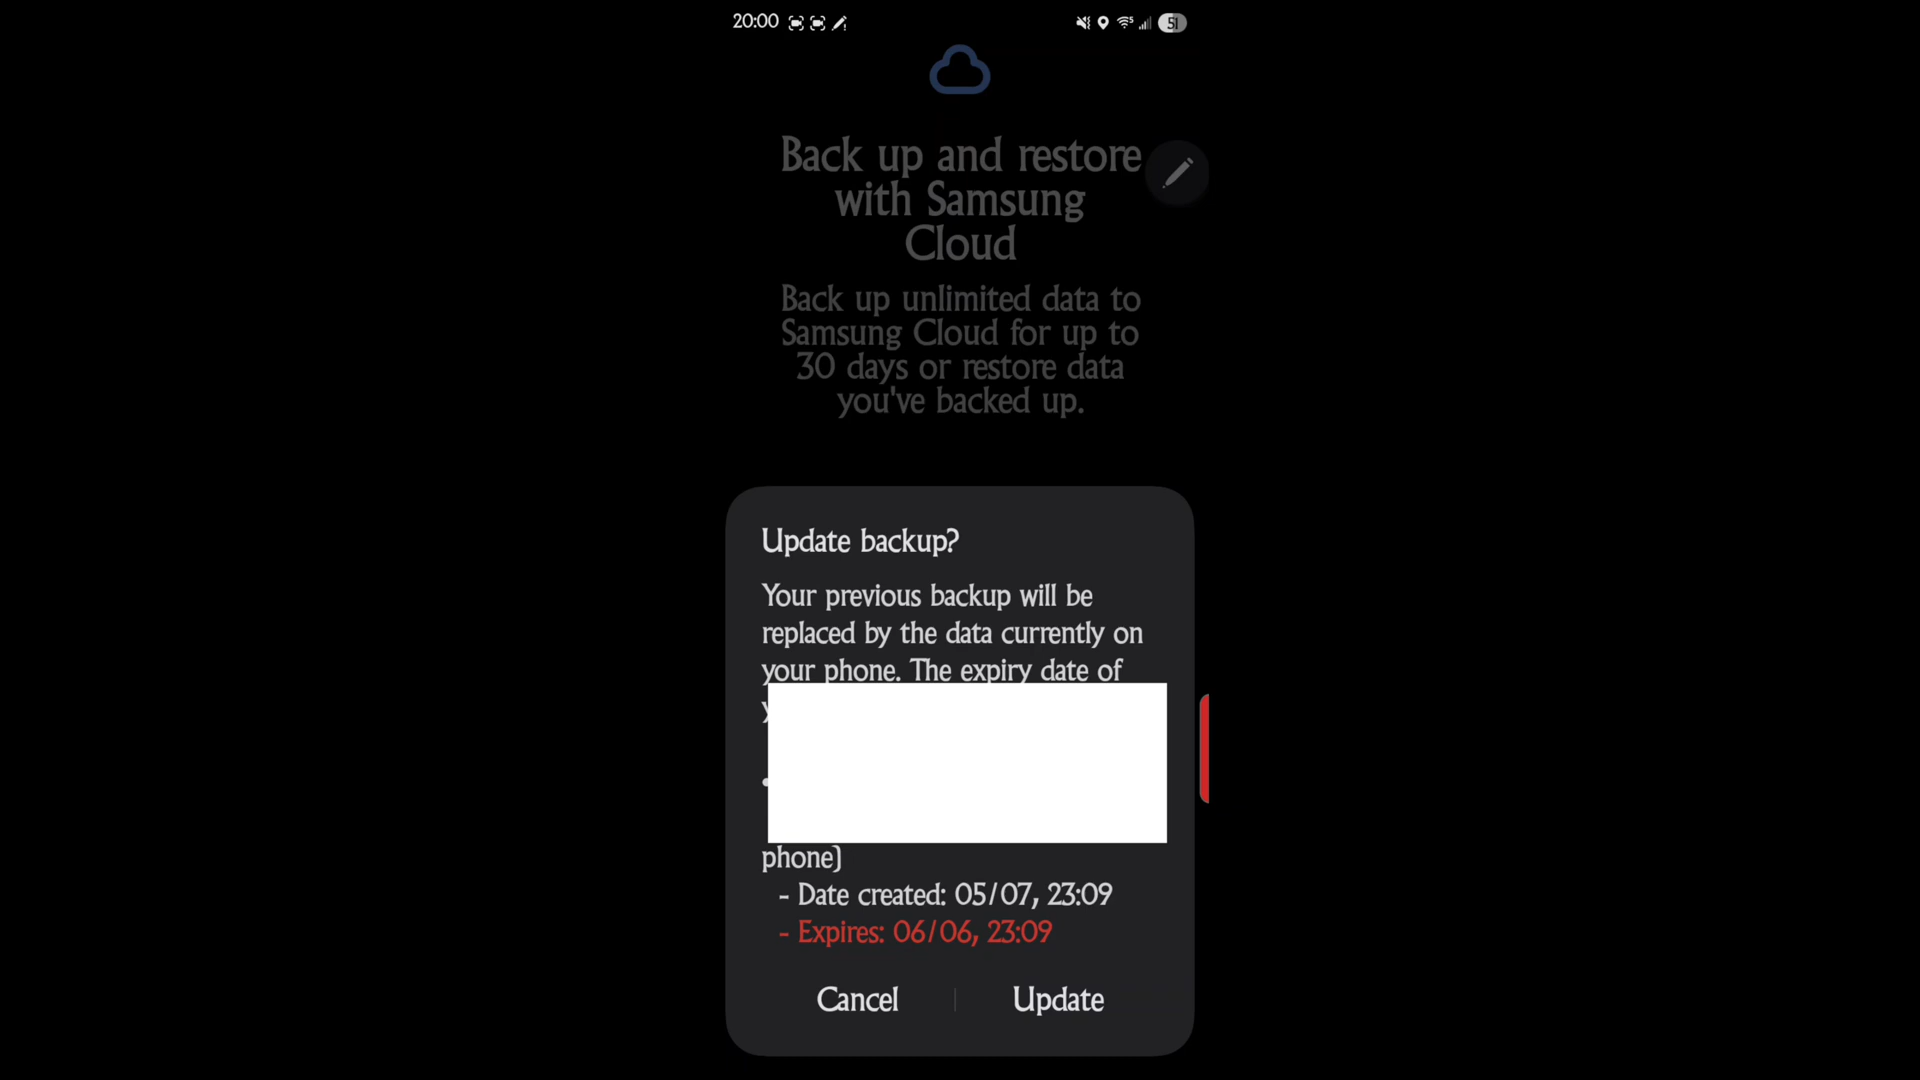 20:00
51
Back up and restore
with Samsung
Cloud
Back up unlimited data to
Samsung Cloud for up to
30 days or restore data
you've backed up.
Update backup?
Your previous backup will be
replaced by the data currently on
your phone. The expiry date of
phone)
- Date created: 05/07, 23:09
- Expires: 06/06, 23:09
Cancel
Update